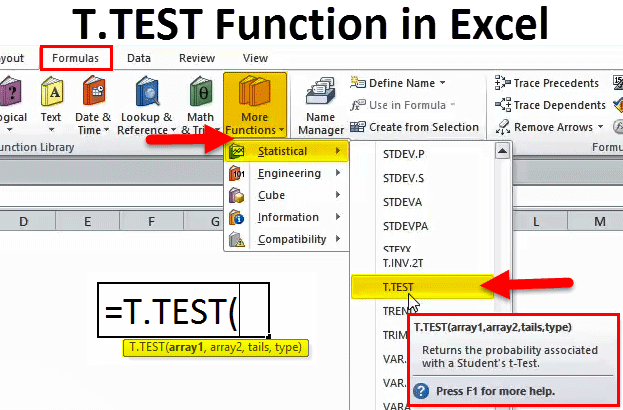 T.TEST Function in Excel
ayout Formulas Data Review View
ogical Text Date & Time Lookup & Reference Math & Tri More Functions
Name Manager
Define Name
Use in Formula
Create from Selection
Trace Precedents
Trace Dependents
Remove Arrows
unction Library
Formu
Statistical
Engineering
Cube
Information
Compatibility
STDEV.P
STDEV.S
STDEVA
STDEVPA
STEYX
T.INV.2T
T.TEST
TREN
TRIM
VAR.
VAR.
VARA
D E F G L M
=T.TEST(
T.TEST(array1, array2, tails, type)
T.TEST(array1,array2,tails,type)
Returns the probability associated
with a Student's t-Test.
Press F1 for more help.